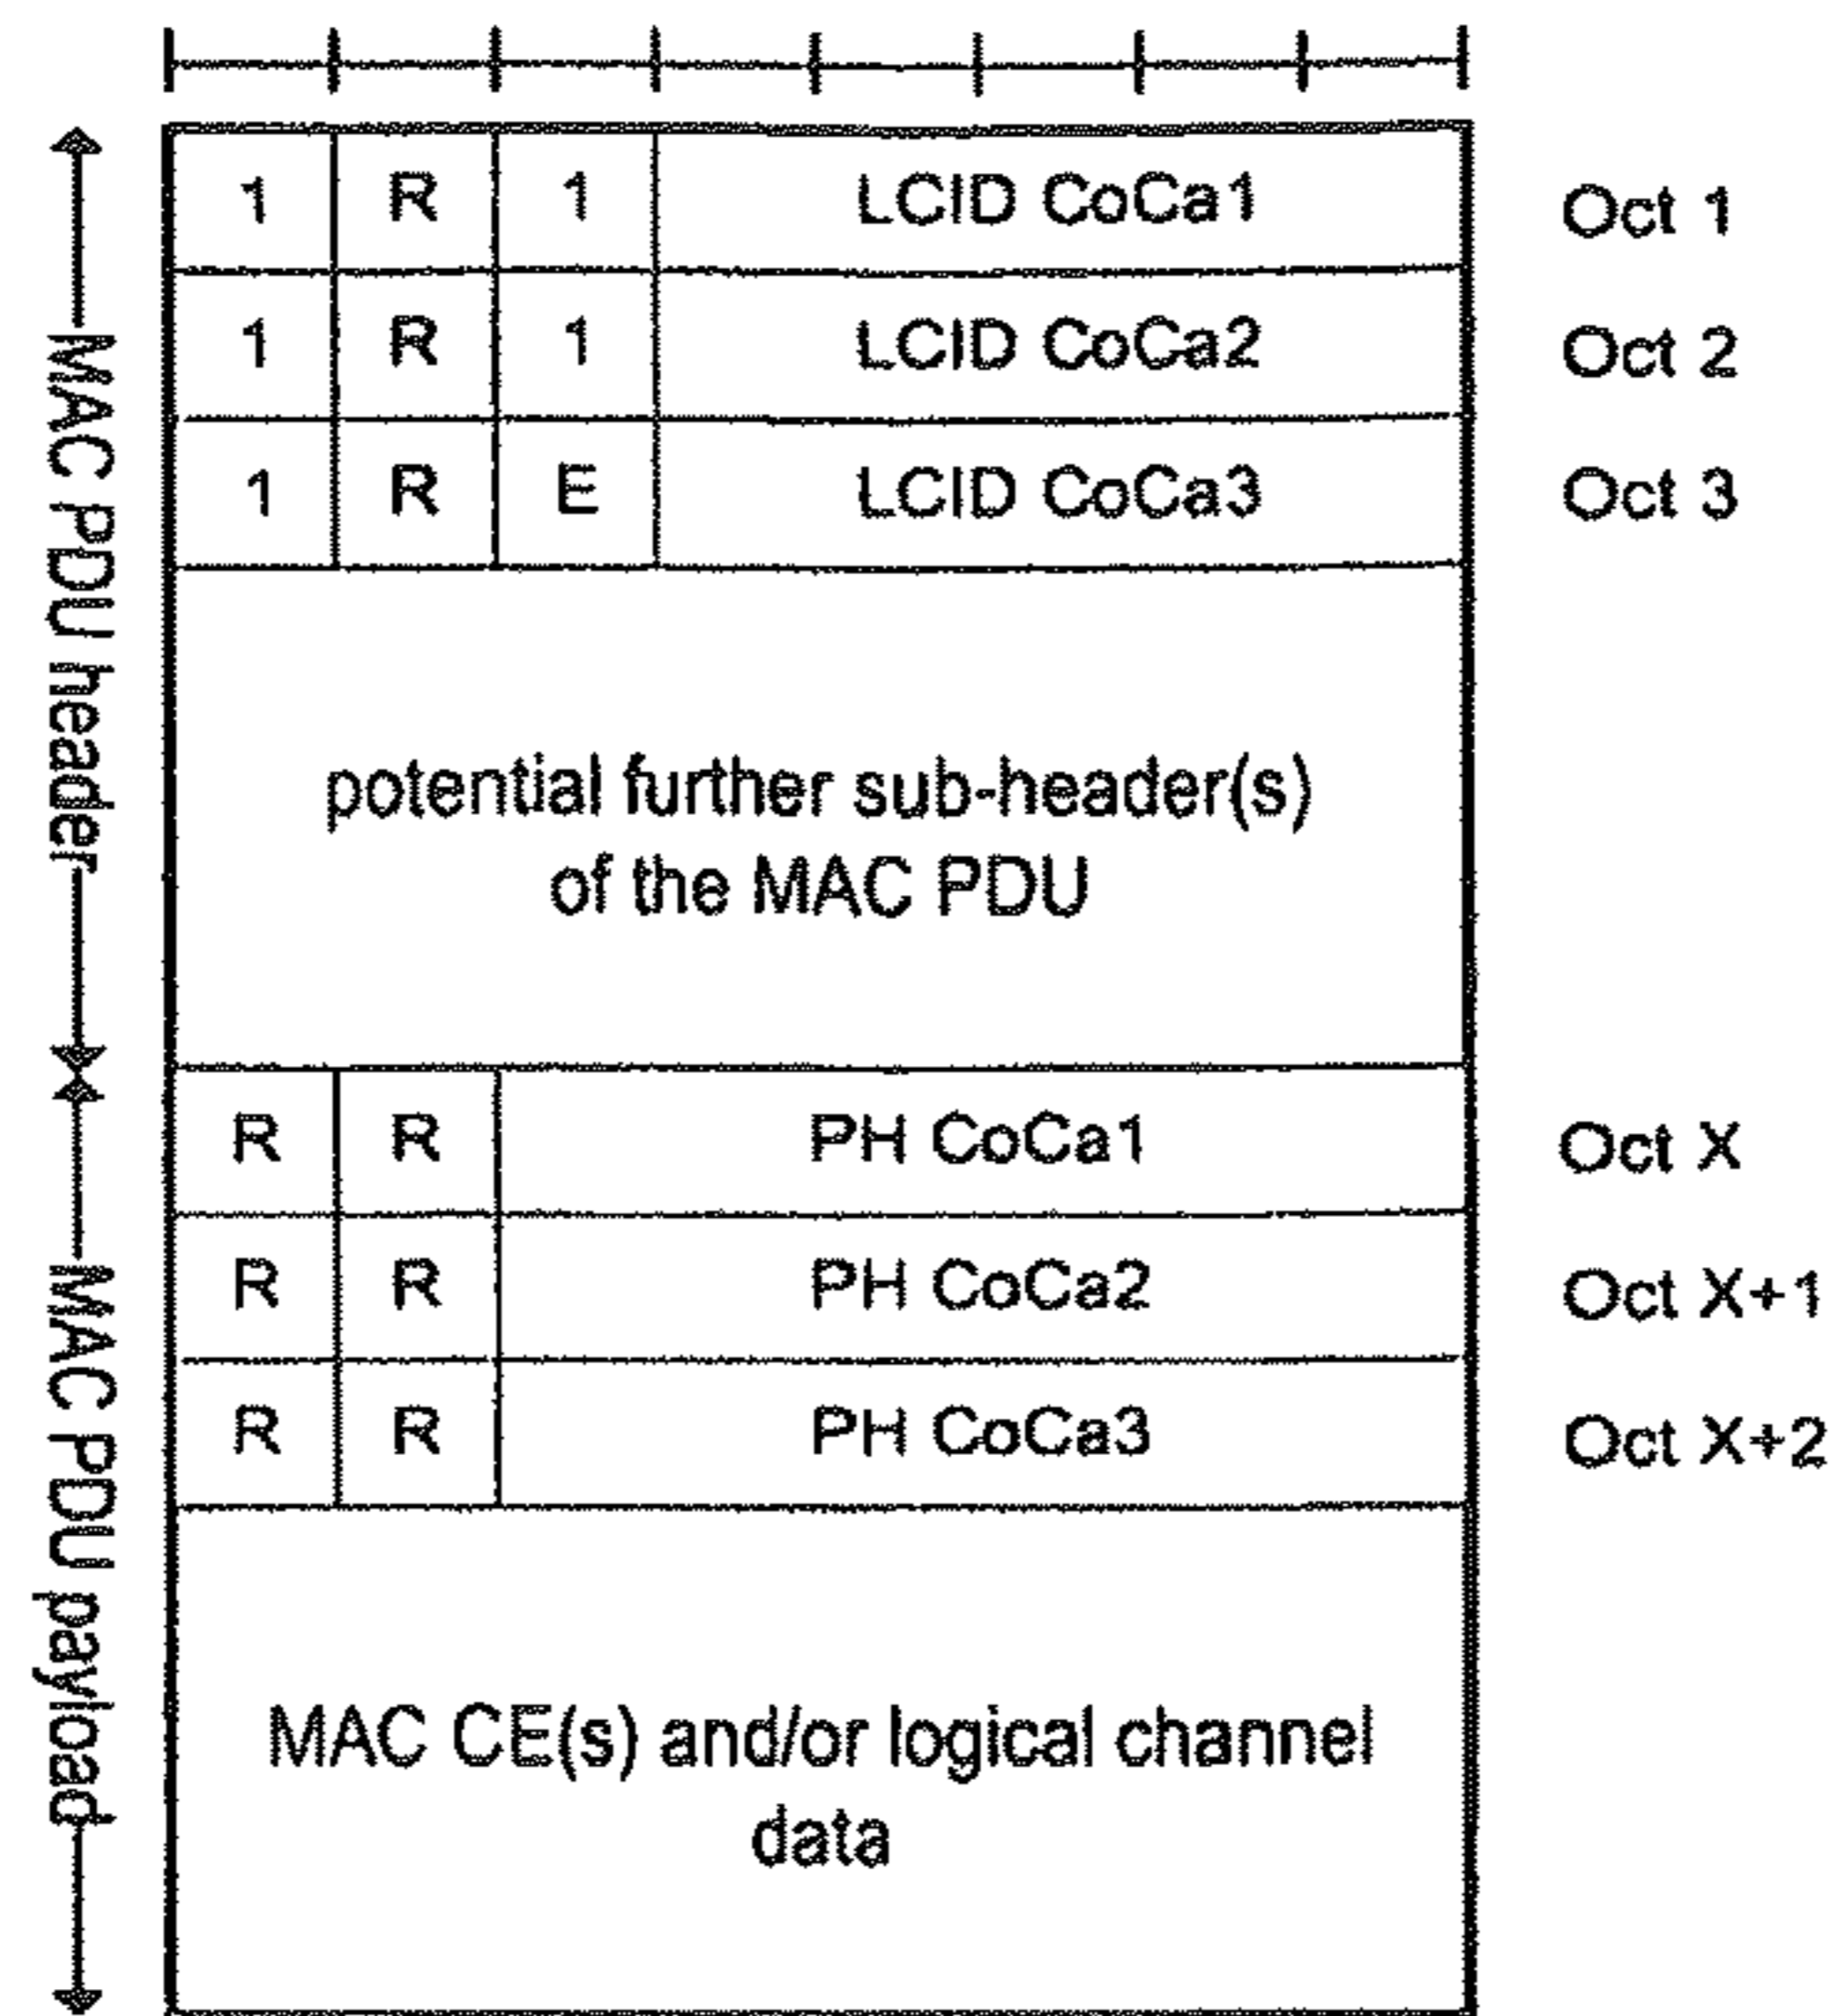 1 R 1 LCID CoCa1 Oct 1
1 R 1 LCID CoCa2 Oct 2
1 R E LCID CoCa3 Oct 3
MAC PDU header
potential further sub-header(s)
of the MAC PDU
R R PH CoCa1 Oct X
R R PH CoCa2 Oct X+1
R R PH CoCa3 Oct X+2
MAC PDU payload
MAC CE(s) and/or logical channel
data